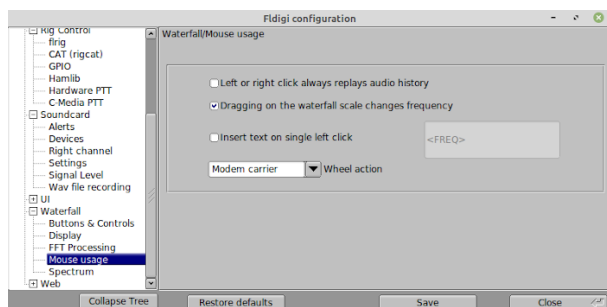 Fldigi configuration
Rig Control
flrig
CAT (rigcat)
GPIO
Hamlib
Hardware PTT
C-Media PTT
Soundcard
Alerts
Devices
Right channel
Settings
Signal Level
Wav file recording
UI
Waterfall
Buttons & Controls
Display
FFT Processing
Mouse usage
Spectrum
Web
Waterfall/Mouse usage
Left or right click always replays audio history
Dragging on the waterfall scale changes frequency
Insert text on single left click
<FREQ>
Modem carrier Wheel action
Collapse Tree Restore defaults Save Close